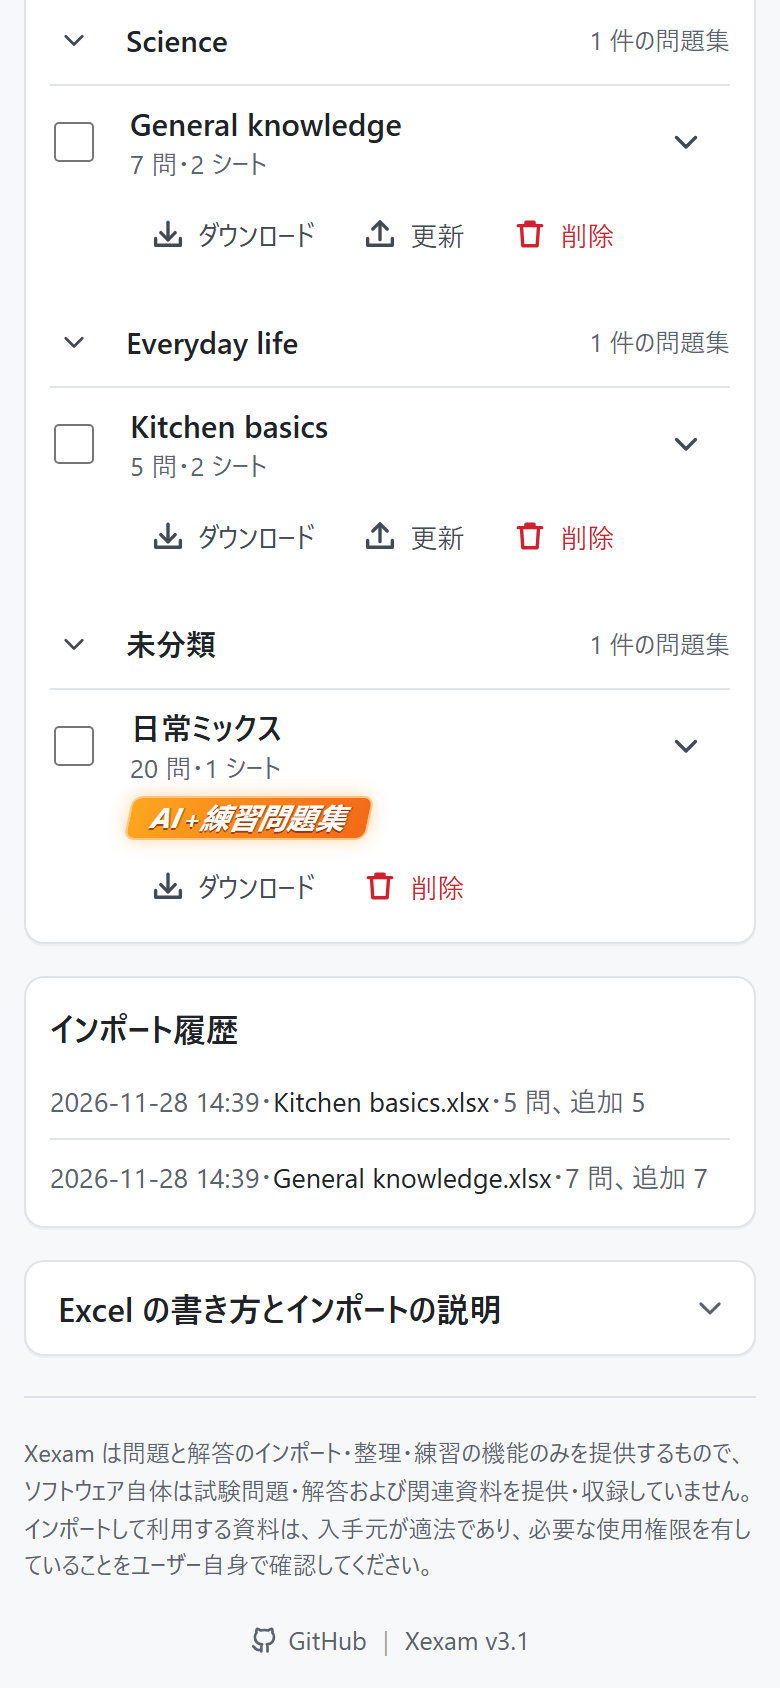 Science
1 件の問題集
General knowledge
7 問・2 シート
ダウンロード
更新
削除
Everyday life
1 件の問題集
Kitchen basics
5 問・2 シート
ダウンロード
更新
削除
未分類
1 件の問題集
日常ミックス
20 問・1 シート
AI+練習問題集
ダウンロード
削除
インポート履歴
2026-11-28 14:39・Kitchen basics.xlsx・5 問、追加 5
2026-11-28 14:39・General knowledge.xlsx・7 問、追加 7
Excel の書き方とインポートの説明
Xexam は問題と解答のインポート・整理・練習の機能のみを提供するもので、
ソフトウェア自体は試験問題・解答および関連資料を提供・収録していません。
インポートして利用する資料は、入手元が適法であり、必要な使用権限を有し
ていることをユーザー自身で確認してください。
GitHub | Xexam v3.1